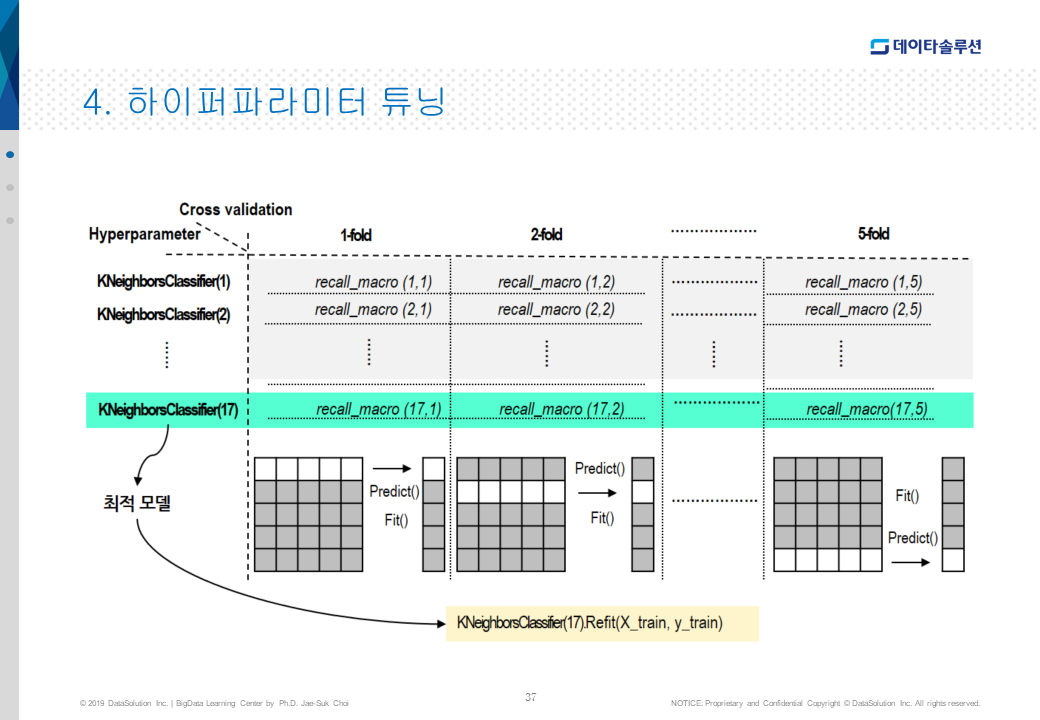 데이타솔루션
4. 하이퍼파라미터 튜닝
Cross validation
Hyperparameter 1-fold 2-fold .................. 5-fold
KNeighborsClassifier(1) recall_macro (1,1) recall_macro (1,2) .................. recall_macro (1,5)
KNeighborsClassifier(2) recall_macro (2,1) recall_macro (2,2) .................. recall_macro (2,5)
KNeighborsClassifier(17) recall_macro (17,1) recall_macro (17,2) .................. recall_macro(17,5)
Predict()
Fit()
Predict()
Fit()
..................
Fit()
Predict()
최적 모델
KNeighborsClassifier(17).Refit(X_train, y_train)
© 2019 DataSolution Inc. | BigData Learning Center by Ph.D. Jae-Suk Choi
37
NOTICE: Proprietary and Confidential Copyright © DataSolution Inc. All rights reserved.